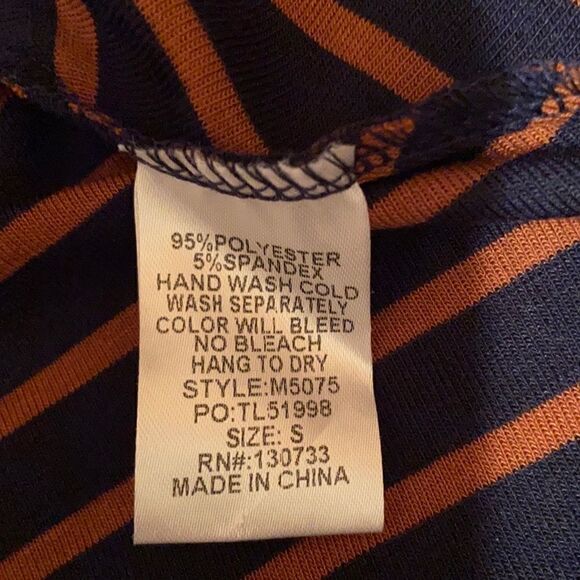 95%POLYESTER
5%SPANDEX
HAND WASH COLD
WASH SEPARATELY
COLOR WILL BLEED
NO BLEACH
HANG TO DRY
STYLE:M5075
PO:TL51998
SIZE: S
RN#:130733
MADE IN CHINA